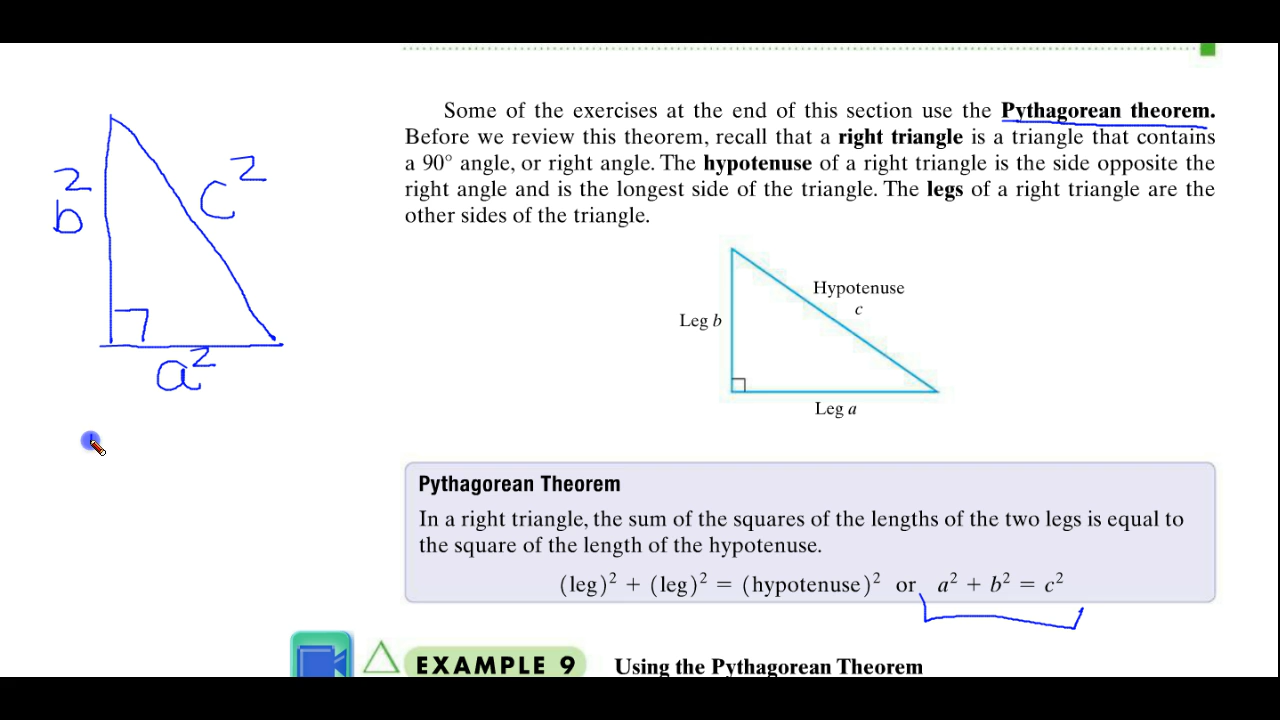 Some of the exercises at the end of this section use the Pythagorean theorem.
Before we review this theorem, recall that a right triangle is a triangle that contains
a 90° angle, or right angle. The hypotenuse of a right triangle is the side opposite the
right angle and is the longest side of the triangle. The legs of a right triangle are the
other sides of the triangle.
b²
c²
a²
Hypotenuse
c
Leg b
Leg a
Pythagorean Theorem
In a right triangle, the sum of the squares of the lengths of the two legs is equal to
the square of the length of the hypotenuse.
(leg)² + (leg)² = (hypotenuse)² or a² + b² = c²
EXAMPLE 9 Using the Pythagorean Theorem